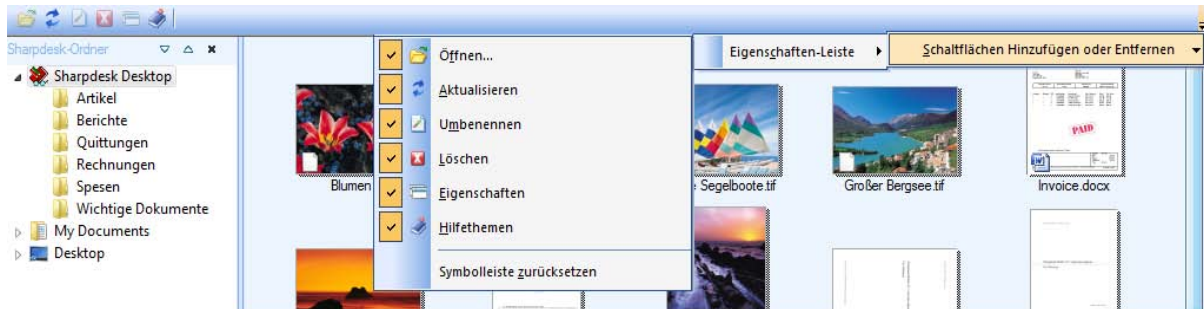 Sharpdesk-Ordner
Sharpdesk Desktop
Artikel
Berichte
Quittungen
Rechnungen
Spesen
Wichtige Dokumente
My Documents
Desktop
Öffnen...
Aktualisieren
Umbenennen
Löschen
Eigenschaften
Hilfethemen
Symbolleiste zurücksetzen
Eigenschaften-Leiste
Schaltflächen Hinzufügen oder Entfernen
PAID
Blumen
Segelboote.tif
Großer Bergsee.tif
Invoice.docx